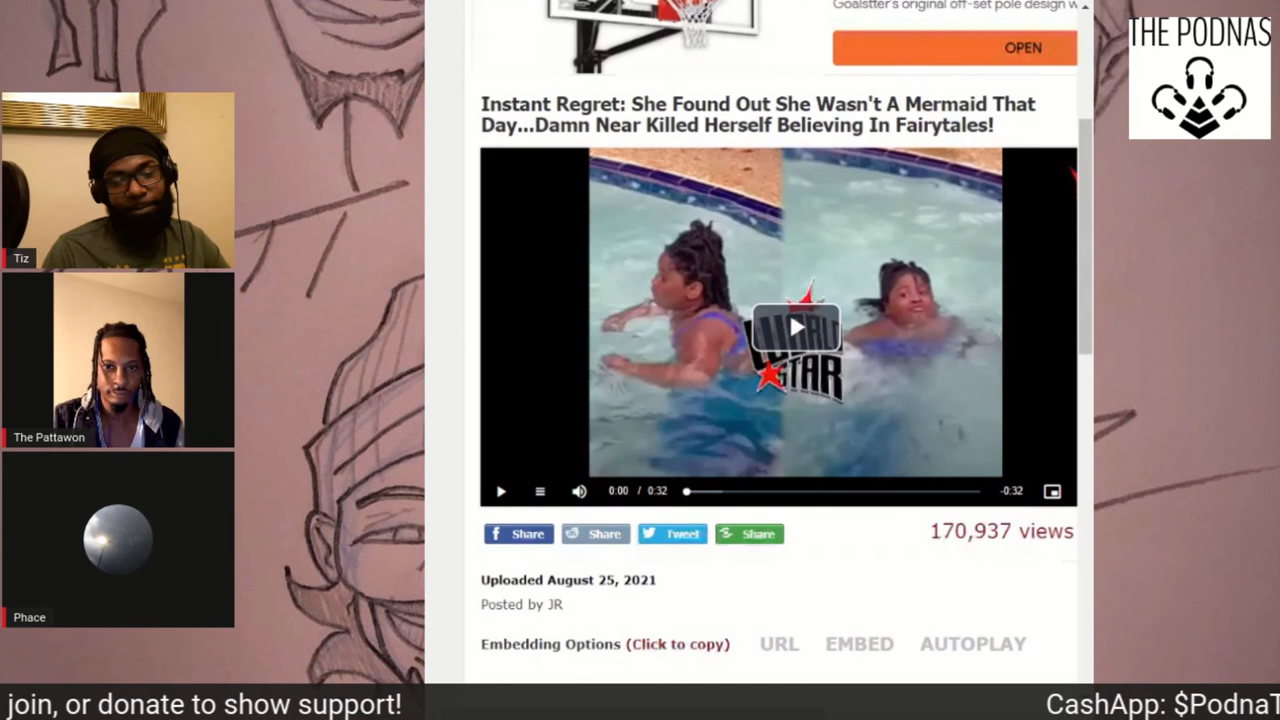 Goalsetter's original off-set pole design w
OPEN
THE PODNAS
Instant Regret: She Found Out She Wasn't A Mermaid That
Day...Damn Near Killed Herself Believing In Fairytales!
WORLD
STAR
Tiz
The Pattawon
Phace
0:00 / 0:32
-0:32
f Share
Share
Tweet
Share
170,937 views
Uploaded August 25, 2021
Posted by JR
Embedding Options (Click to copy) URL EMBED AUTOPLAY
join, or donate to show support!
CashApp: $PodnaT